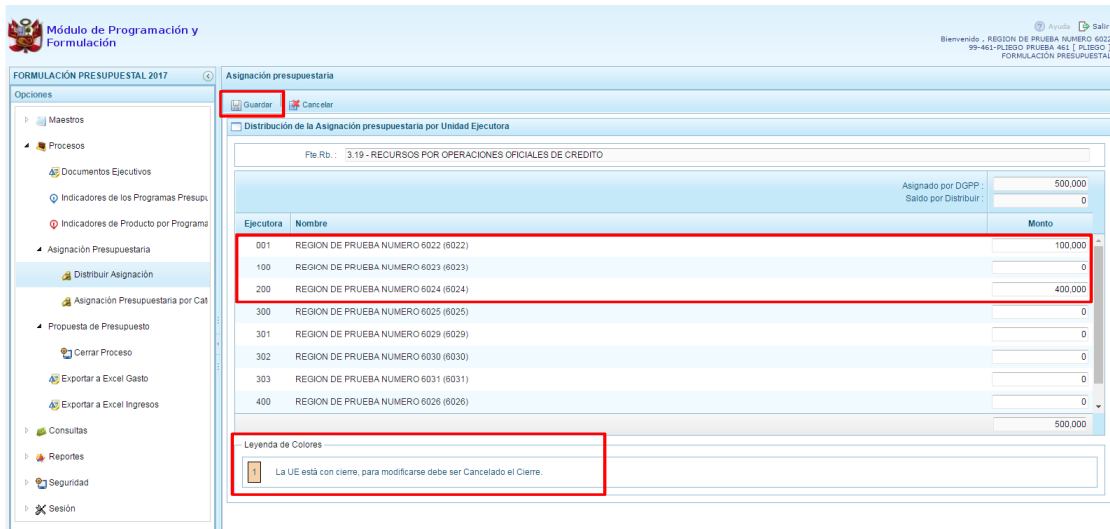 Módulo de Programación y
Formulación
Ayuda Salir
Bienvenido , REGION DE PRUEBA NUMERO 6022
99-461-PLIEGO PRUEBA 461 [ PLIEGO ]
FORMULACIÓN PRESUPUESTAL
FORMULACIÓN PRESUPUESTAL 2017
Opciones
Maestros
Procesos
Documentos Ejecutivos
Indicadores de los Programas Presupu
Indicadores de Producto por Programa
Asignación Presupuestaria
Distribuir Asignación
Asignación Presupuestaria por Cat
Propuesta de Presupuesto
Cerrar Proceso
Exportar a Excel Gasto
Exportar a Excel Ingresos
Consultas
Reportes
Seguridad
Sesión
Asignación presupuestaria
Guardar Cancelar
Distribución de la Asignación presupuestaria por Unidad Ejecutora
Fte.Rb. : 3.19 - RECURSOS POR OPERACIONES OFICIALES DE CREDITO
Asignado por DGPP : 500,000
Saldo por Distribuir : 0
Ejecutora Nombre Monto
001 REGION DE PRUEBA NUMERO 6022 (6022) 100,000
100 REGION DE PRUEBA NUMERO 6023 (6023) 0
200 REGION DE PRUEBA NUMERO 6024 (6024) 400,000
300 REGION DE PRUEBA NUMERO 6025 (6025) 0
301 REGION DE PRUEBA NUMERO 6029 (6029) 0
302 REGION DE PRUEBA NUMERO 6030 (6030) 0
303 REGION DE PRUEBA NUMERO 6031 (6031) 0
400 REGION DE PRUEBA NUMERO 6026 (6026) 0
500,000
Leyenda de Colores
1 La UE está con cierre, para modificarse debe ser Cancelado el Cierre.